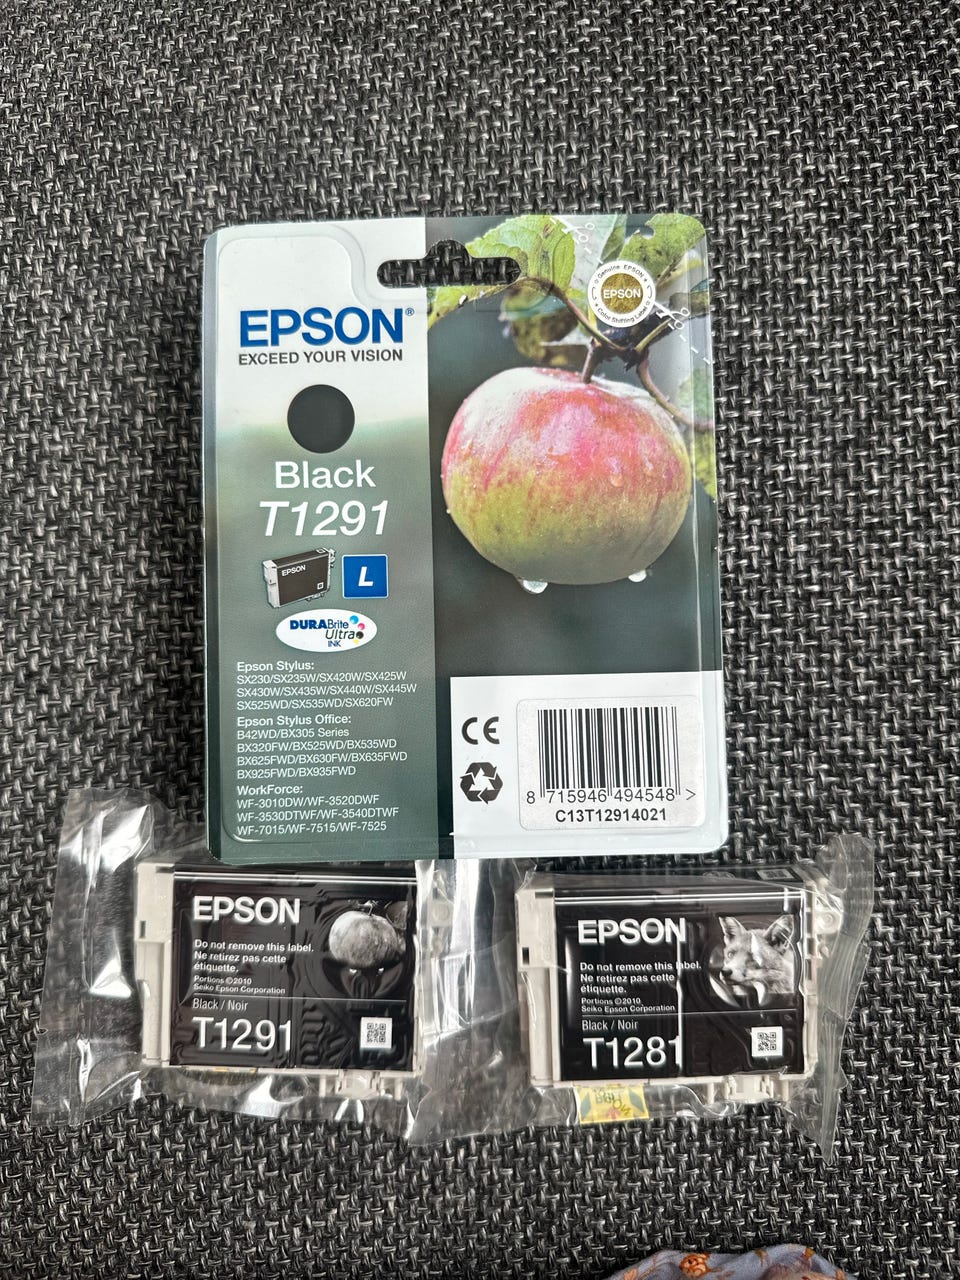 EPSON®
EXCEED YOUR VISION
Genuine EPSON
EPSON
Color Shifting Label
Black
T1291
EPSON
L
DURABrite
Ultra
INK
Epson Stylus:
SX230/SX235W/SX420W/SX425W
SX430W/SX435W/SX440W/SX445W
SX525WD/SX535WD/SX620FW
Epson Stylus Office:
B42WD/BX305 Series
BX320FW/BX525WD/BX535WD
BX625FWD/BX630FW/BX635FWD
BX925FWD/BX935FWD
WorkForce:
WF-3010DW/WF-3520DWF
WF-3530DTWF/WF-3540DTWF
WF-7015/WF-7515/WF-7525
CE
8 715946 494548 >
C13T12914021
EPSON
Do not remove this label.
Ne retirez pas cette
étiquette.
Portions ©2010
Seiko Epson Corporation
Black / Noir
T1291
EPSON
Do not remove this label.
Ne retirez pas cette
étiquette.
Portions ©2010
Seiko Epson Corporation
Black / Noir
T1281